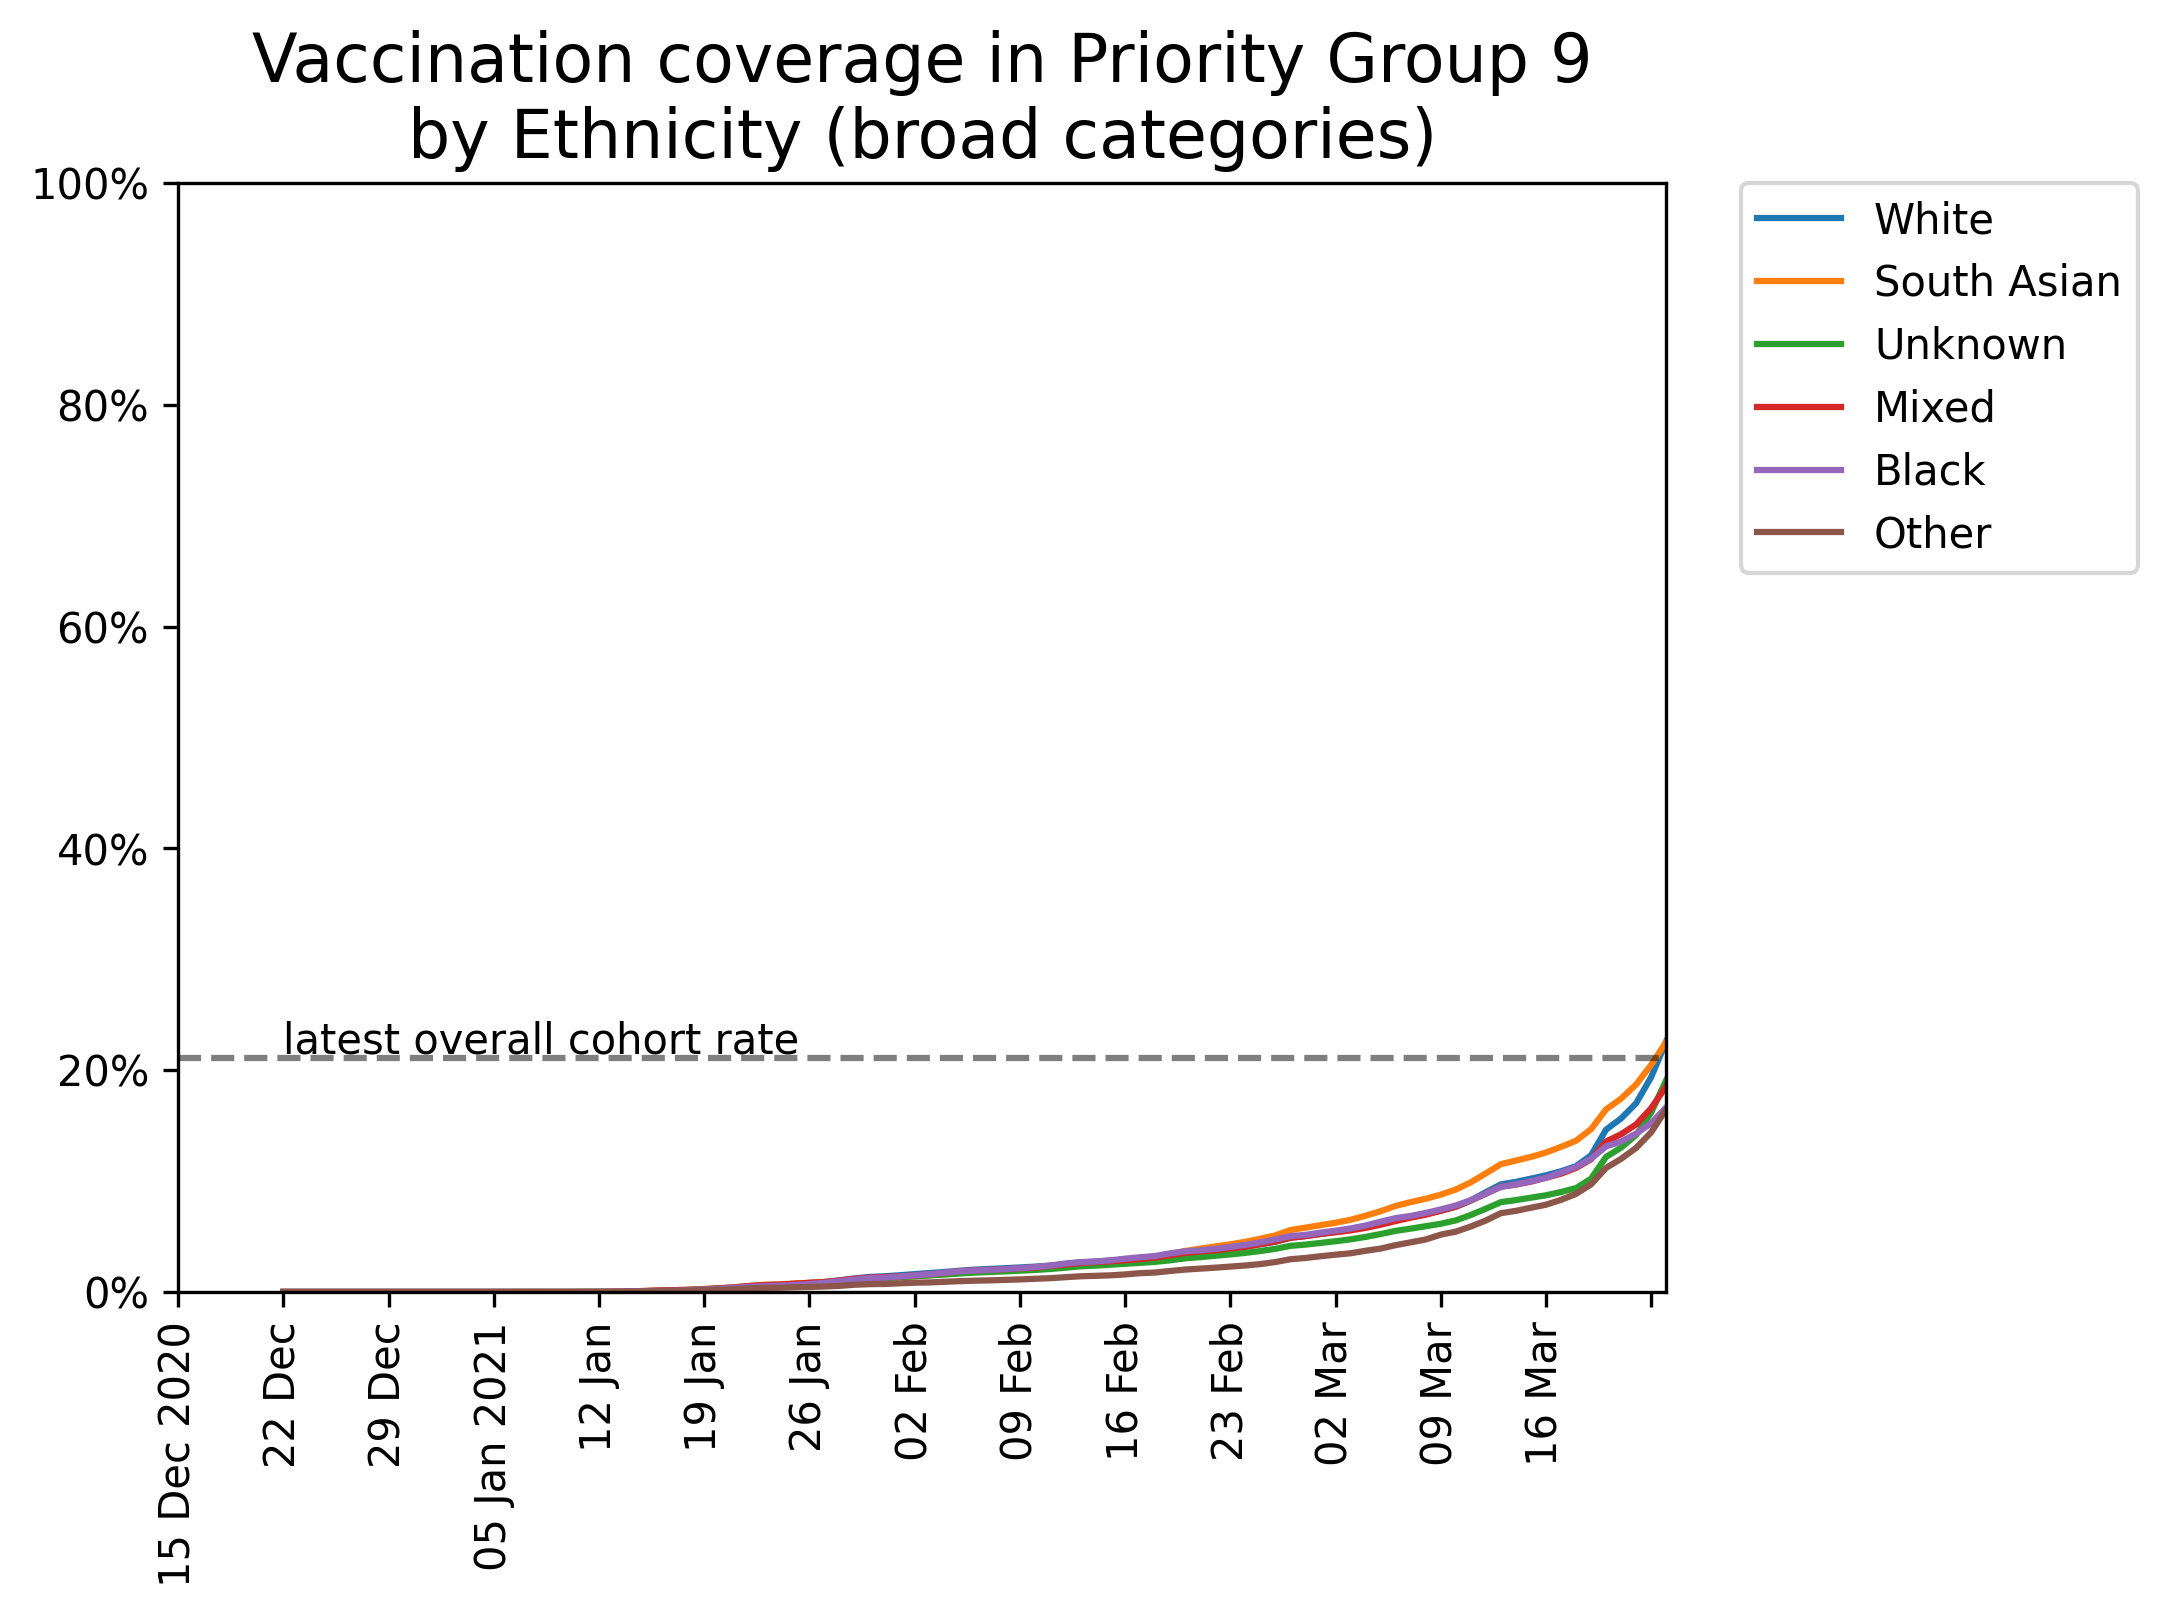 Vaccination coverage in Priority Group 9
by Ethnicity (broad categories)
100%
80%
60%
40%
20%
0%
latest overall cohort rate
15 Dec 2020
22 Dec
29 Dec
05 Jan 2021
12 Jan
19 Jan
26 Jan
02 Feb
09 Feb
16 Feb
23 Feb
02 Mar
09 Mar
16 Mar
White
South Asian
Unknown
Mixed
Black
Other